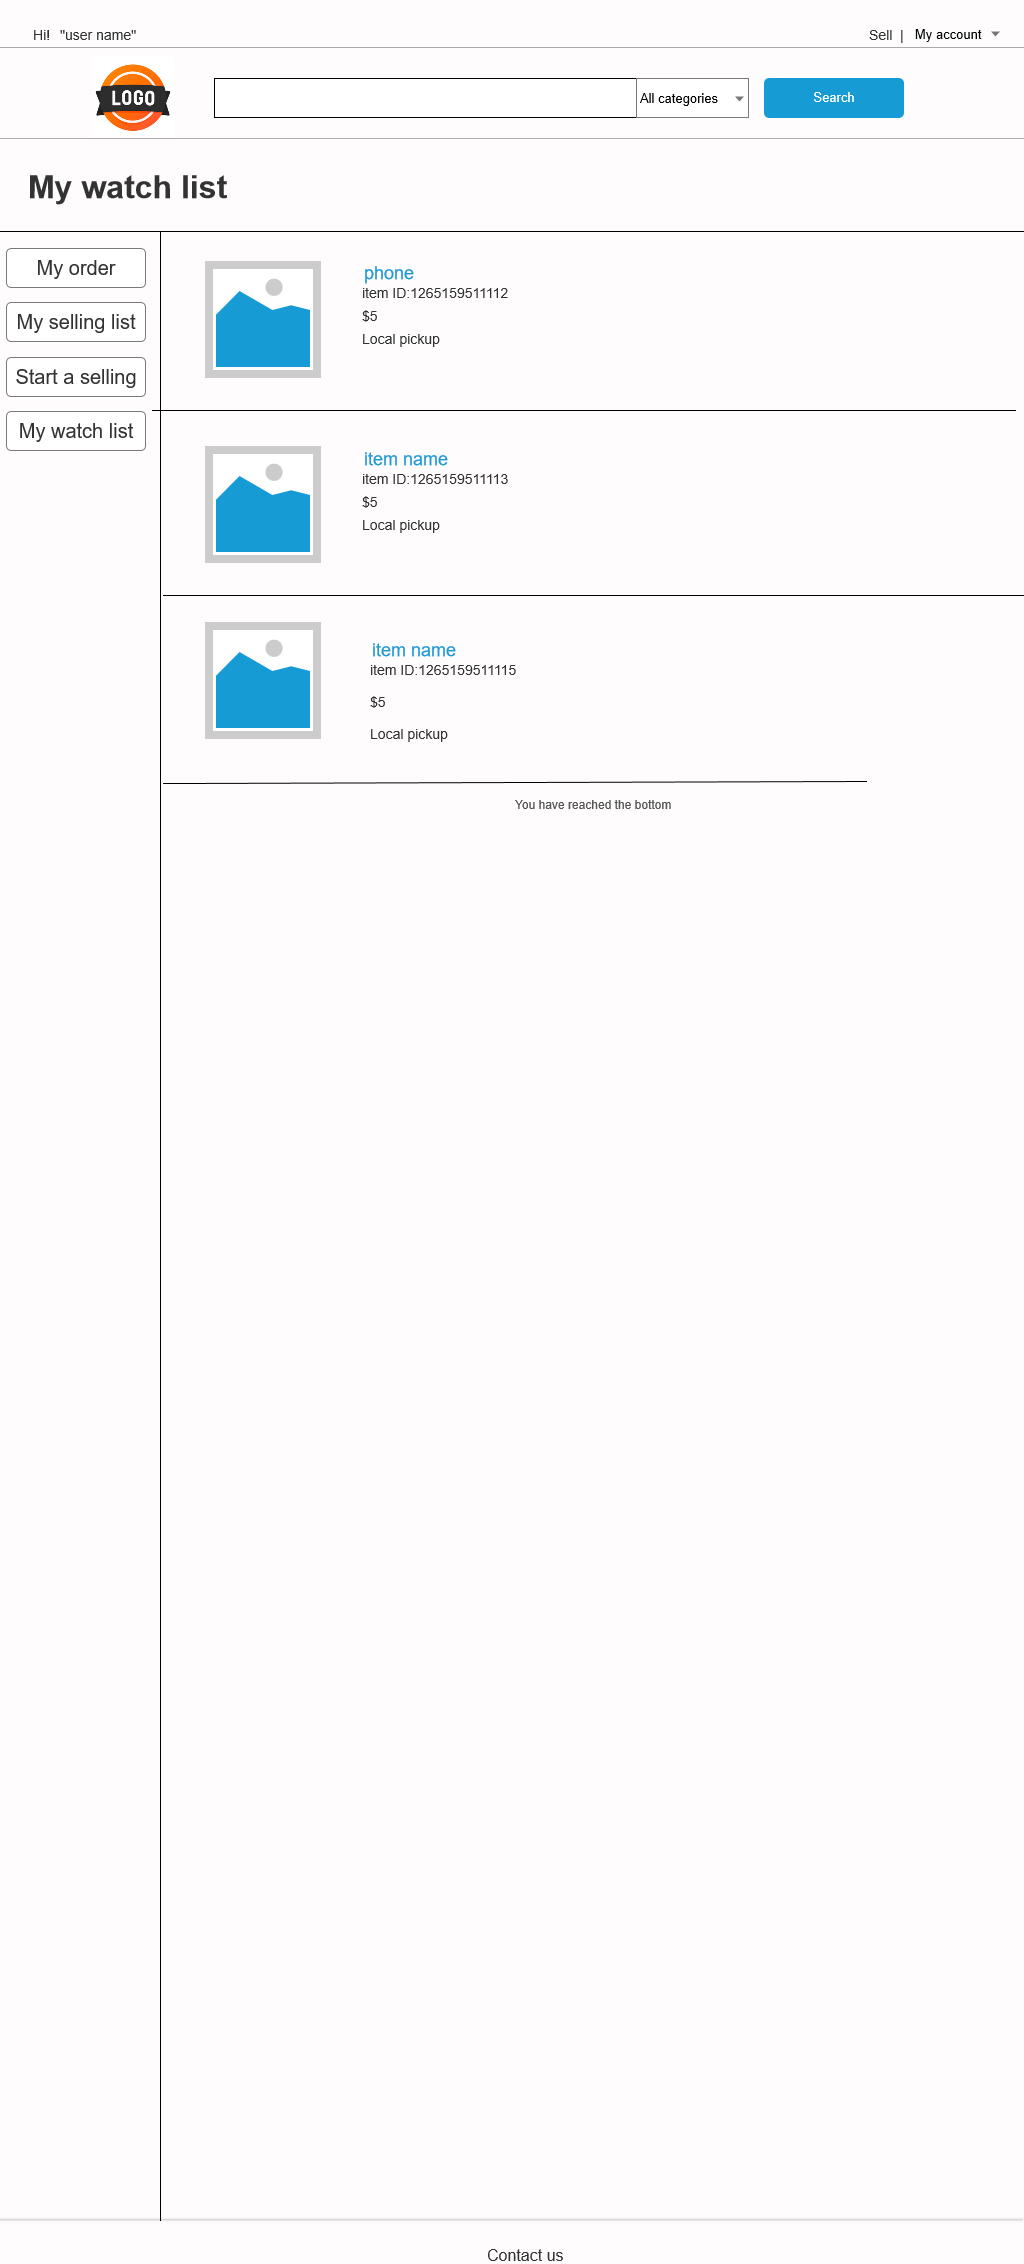 Hi! "user name"
Sell | My account
LOGO
All categories
Search
My watch list
My order
My selling list
Start a selling
My watch list
phone
item ID:1265159511112
$5
Local pickup
item name
item ID:1265159511113
$5
Local pickup
item name
item ID:1265159511115
$5
Local pickup
You have reached the bottom
Contact us